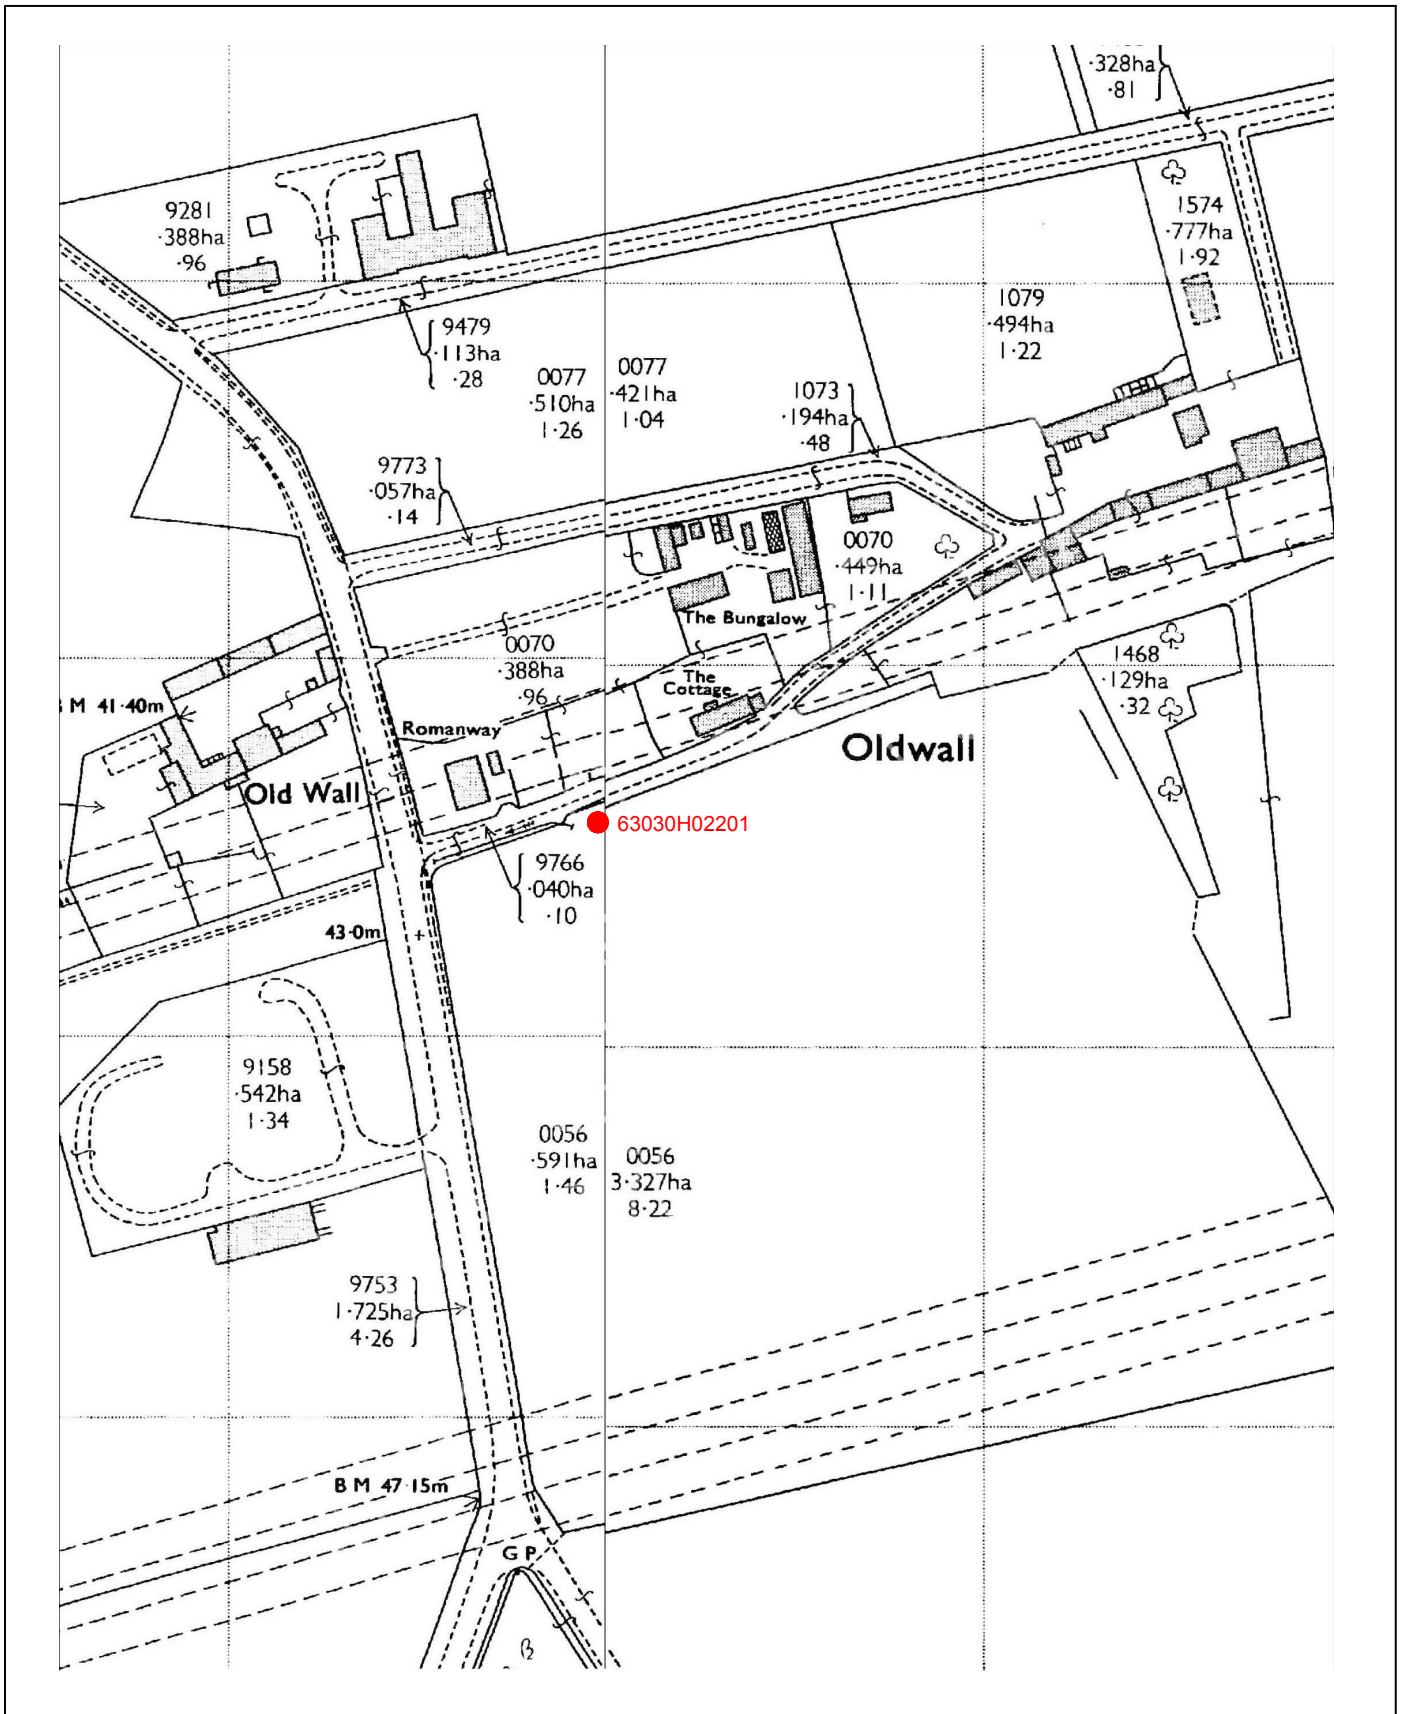 ·328ha
·81
9281
·388ha
·96
1574
·777ha
1·92
1079
·494ha
1·22
9479
·113ha
·28
0077
·510ha
1·26
0077
·421ha
1·04
1073
·194ha
·48
9773
·057ha
·14
0070
·449ha
1·11
The Bungalow
0070
·388ha
·96
The
Cottage
1468
·129ha
·32
M 41·40m
Romanway
Old Wall
Oldwall
63030H02201
9766
·040ha
·10
43·0m
9158
·542ha
1·34
0056
·591ha
1·46
0056
3·327ha
8·22
9753
1·725ha
4·26
B M 47·15m
G P